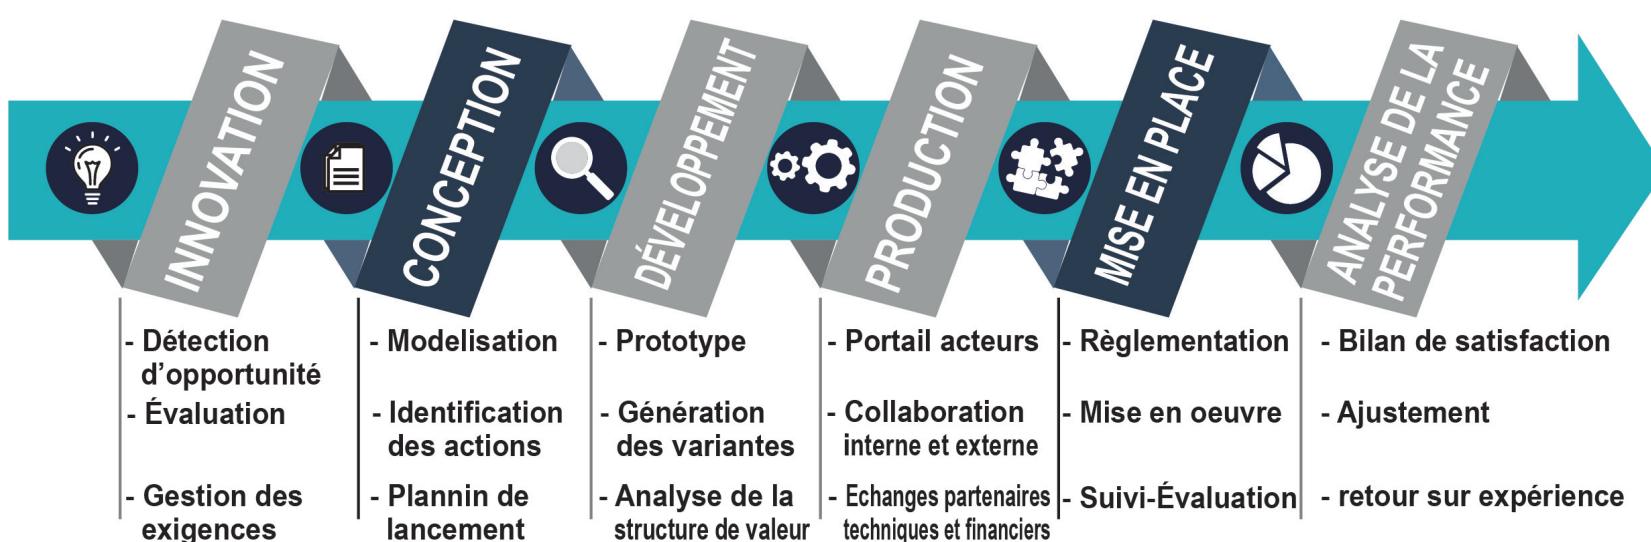 INNOVATION
CONCEPTION
DÉVELOPPEMENT
PRODUCTION
MISE EN PLACE
ANALYSE DE LA
PERFORMANCE
- Détection
d'opportunité
- Évaluation
- Gestion des
exigences
- Modelisation
- Identification
des actions
- Plannin de
lancement
- Prototype
- Génération
des variantes
- Analyse de la
structure de valeur
- Portail acteurs
- Collaboration
interne et externe
- Echanges partenaires
techniques et financiers
- Règlementation
- Mise en oeuvre
- Suivi-Évaluation
- Bilan de satisfaction
- Ajustement
- retour sur expérience